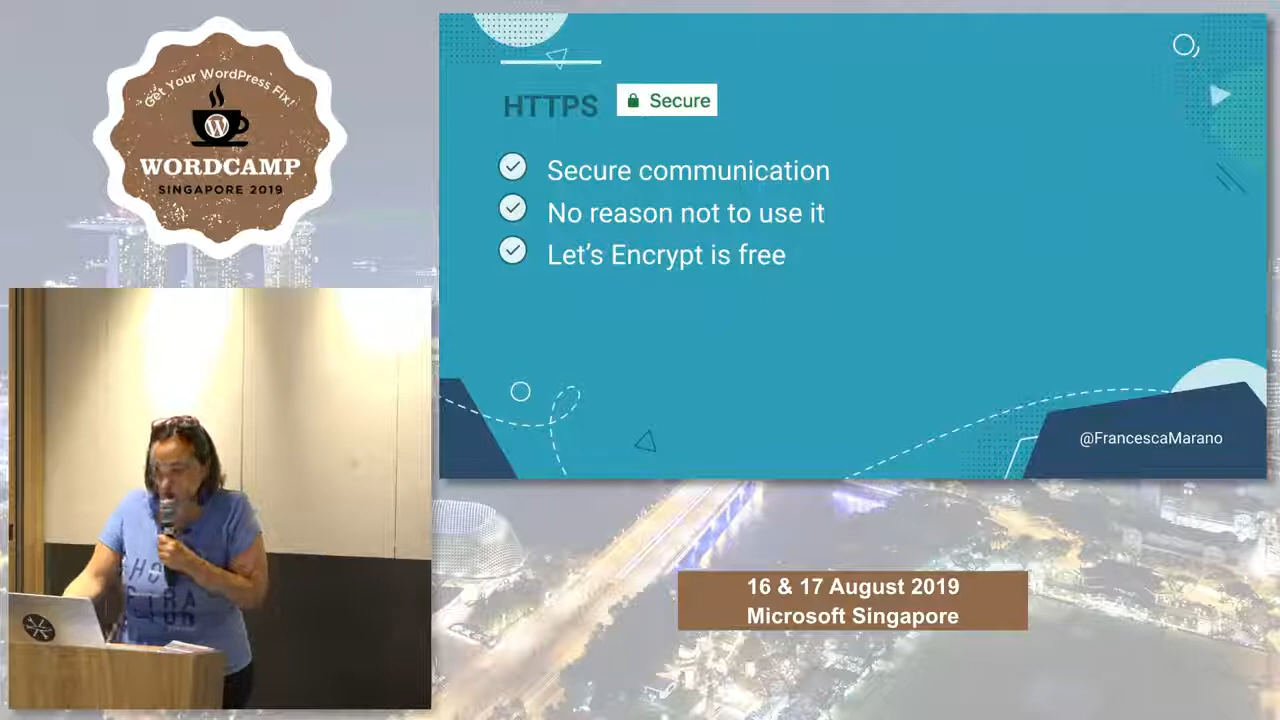 Get Your WordPress Fix!
WORDCAMP
SINGAPORE 2019
HTTPS
Secure
Secure communication
No reason not to use it
Let's Encrypt is free
@FrancescaMarano
16 & 17 August 2019
Microsoft Singapore